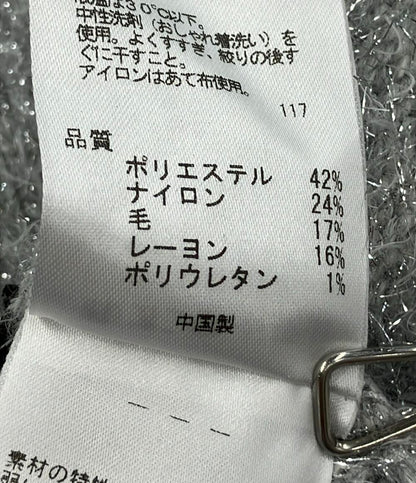 中性洗剤（おしゃれ着洗い）を
使用。よくすすぎ、絞りの後す
ぐに干すこと。
アイロンはあて布使用。
117
品質
ポリエステル 42%
ナイロン 24%
毛 17%
レーヨン 16%
ポリウレタン 1%
中国製
素材の特性